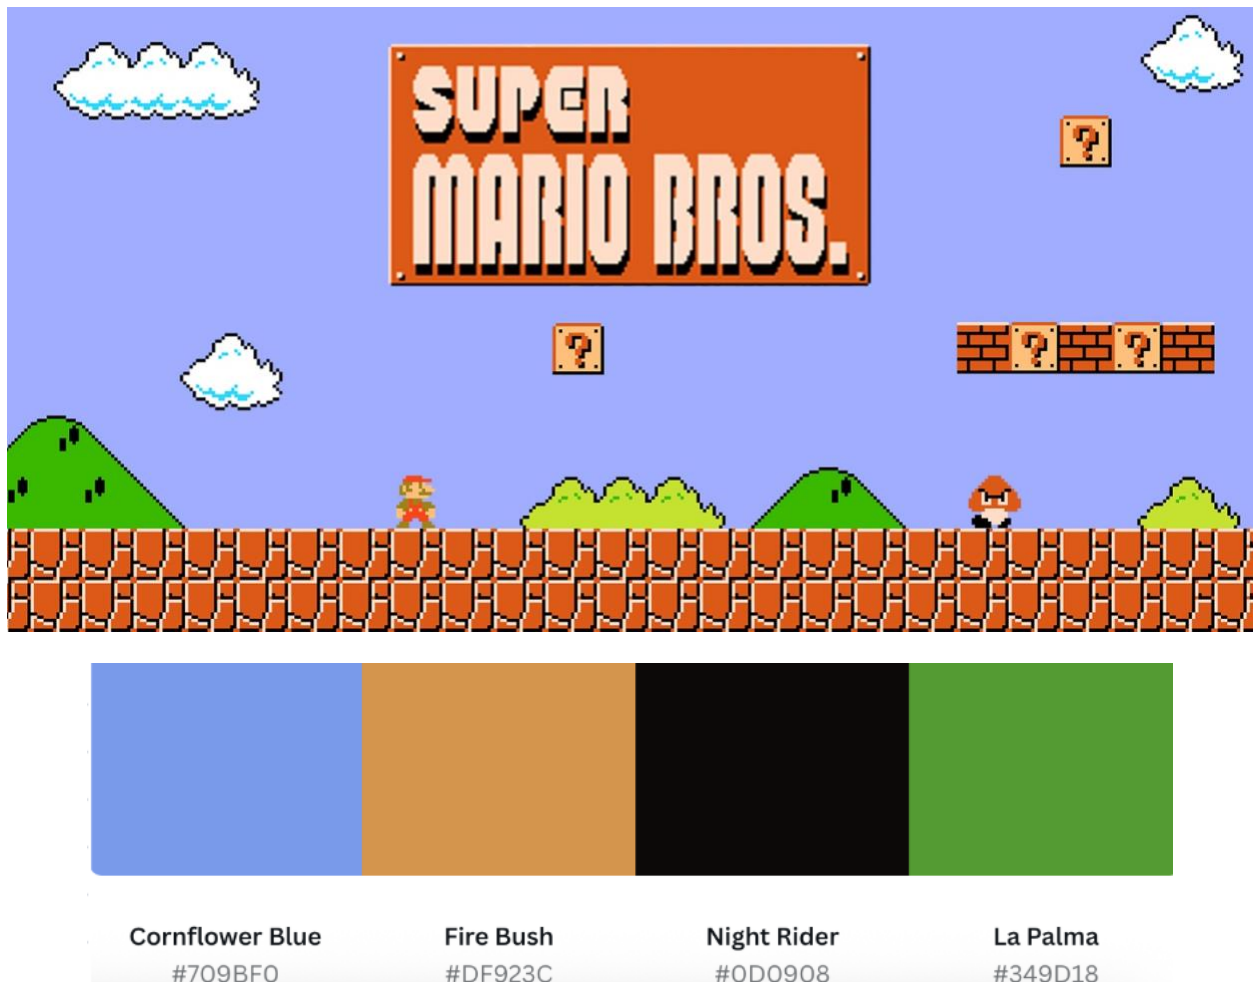 SUPER
MARIO BROS.
?
?
? ?
Cornflower Blue Fire Bush Night Rider La Palma
#709BF0 #DF923C #0D0908 #349D18